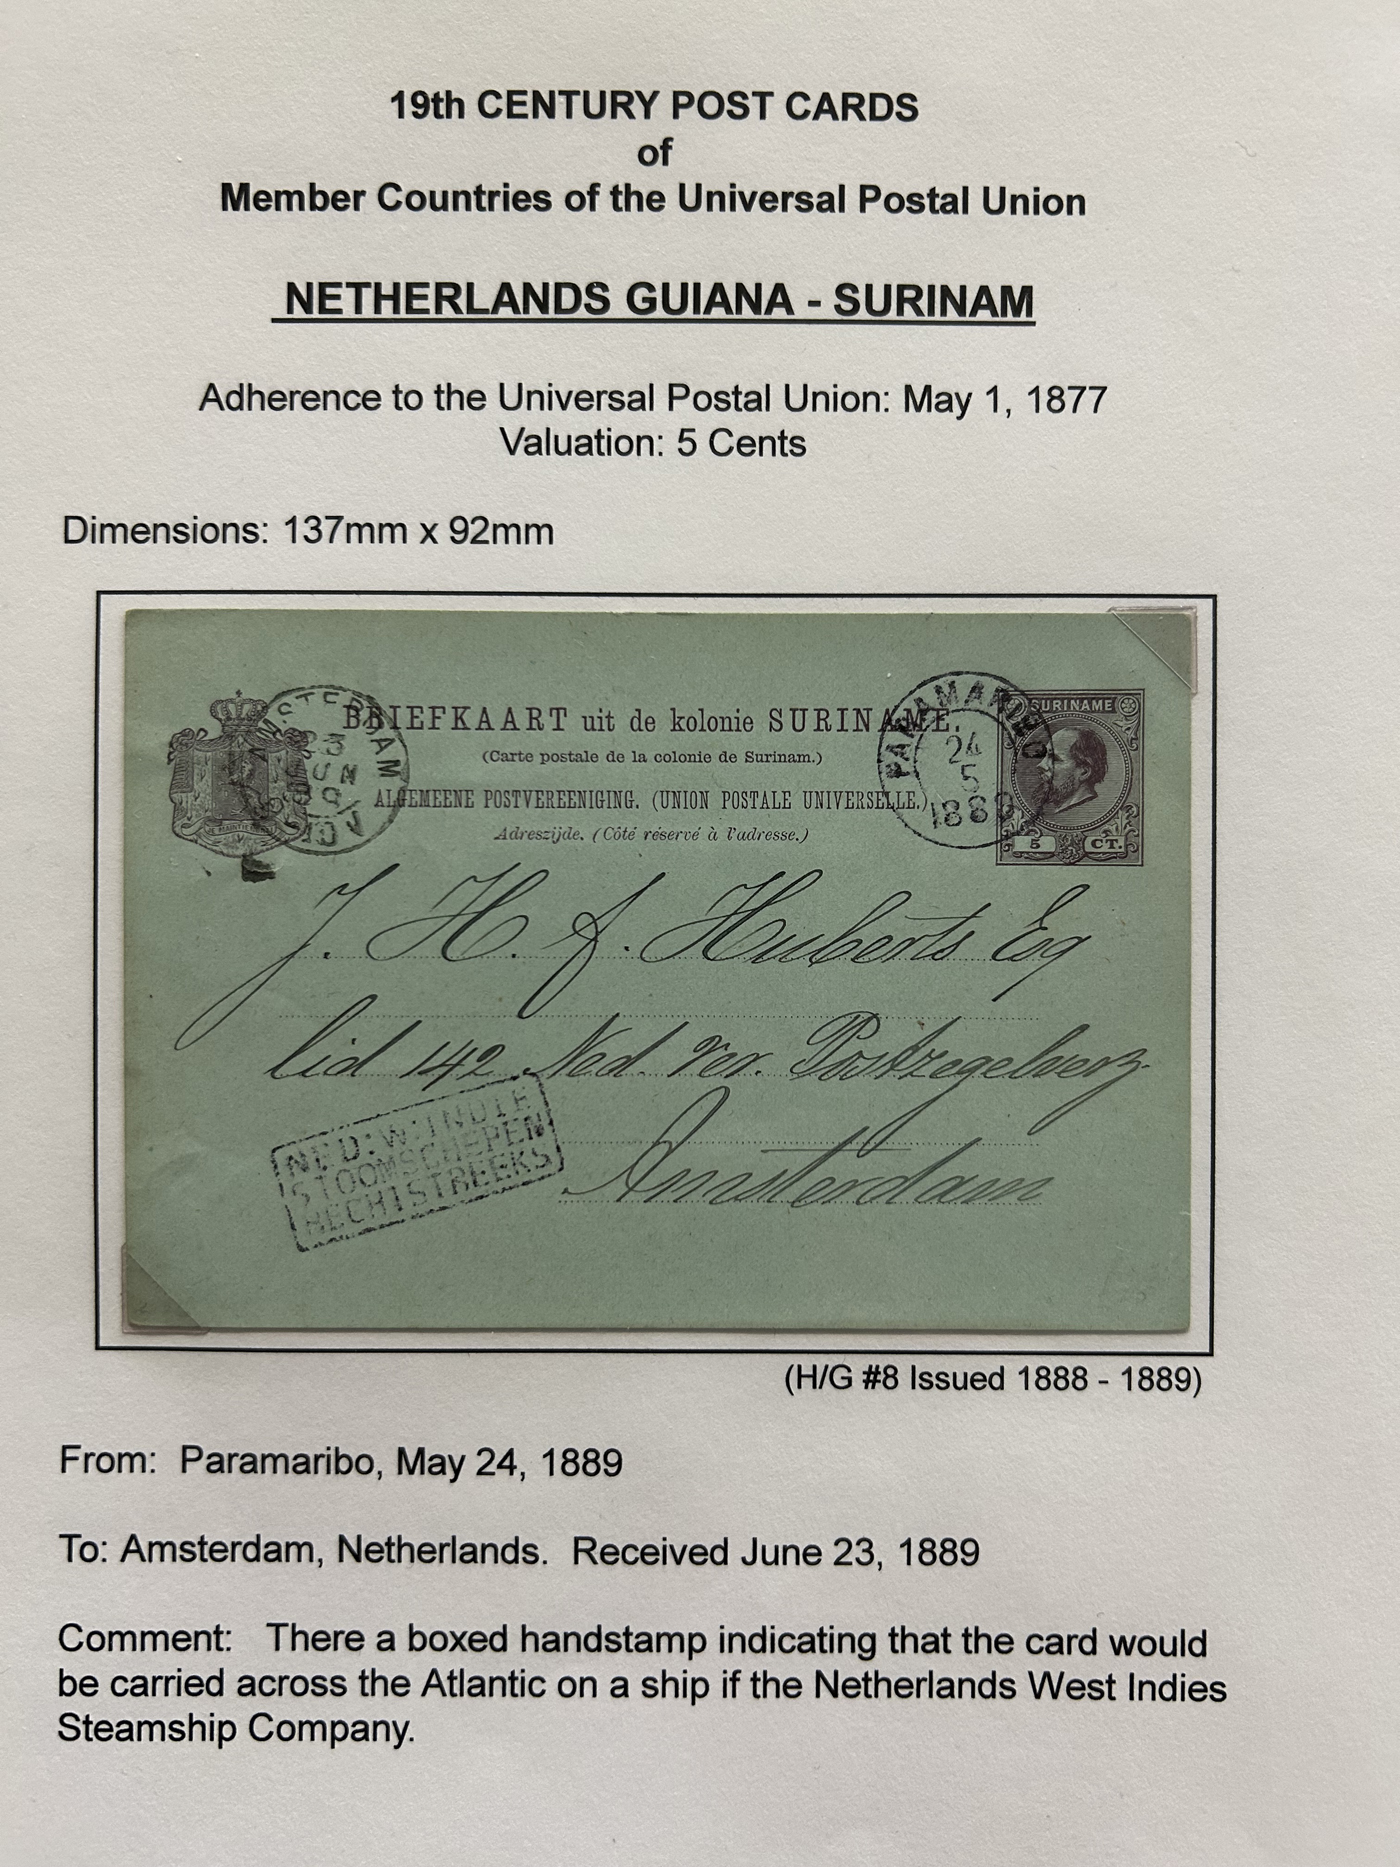 19th CENTURY POST CARDS
of
Member Countries of the Universal Postal Union
NETHERLANDS GUIANA - SURINAM
Adherence to the Universal Postal Union: May 1, 1877
Valuation: 5 Cents
Dimensions: 137mm x 92mm
BRIEFKAART uit de kolonie SURINAME.
(Carte postale de la colonie de Surinam.)
ALGEMEENE POSTVEREENIGING. (UNION POSTALE UNIVERSELLE.)
Adreszijde. (Côté réservé à l'adresse.)
AMSTERDAM
23
JUN
89
PARAMARIBO
24
5
1889
SURINAME
5 CT.
J. H. J. Huberts Esq
lid 142 Ned. Ver. Postzegelverz.
Amsterdam
NED: W: INDIE
STOOMSCHEPEN
RECHTSTREEKS
(H/G #8 Issued 1888 - 1889)
From: Paramaribo, May 24, 1889
To: Amsterdam, Netherlands. Received June 23, 1889
Comment: There a boxed handstamp indicating that the card would
be carried across the Atlantic on a ship if the Netherlands West Indies
Steamship Company.